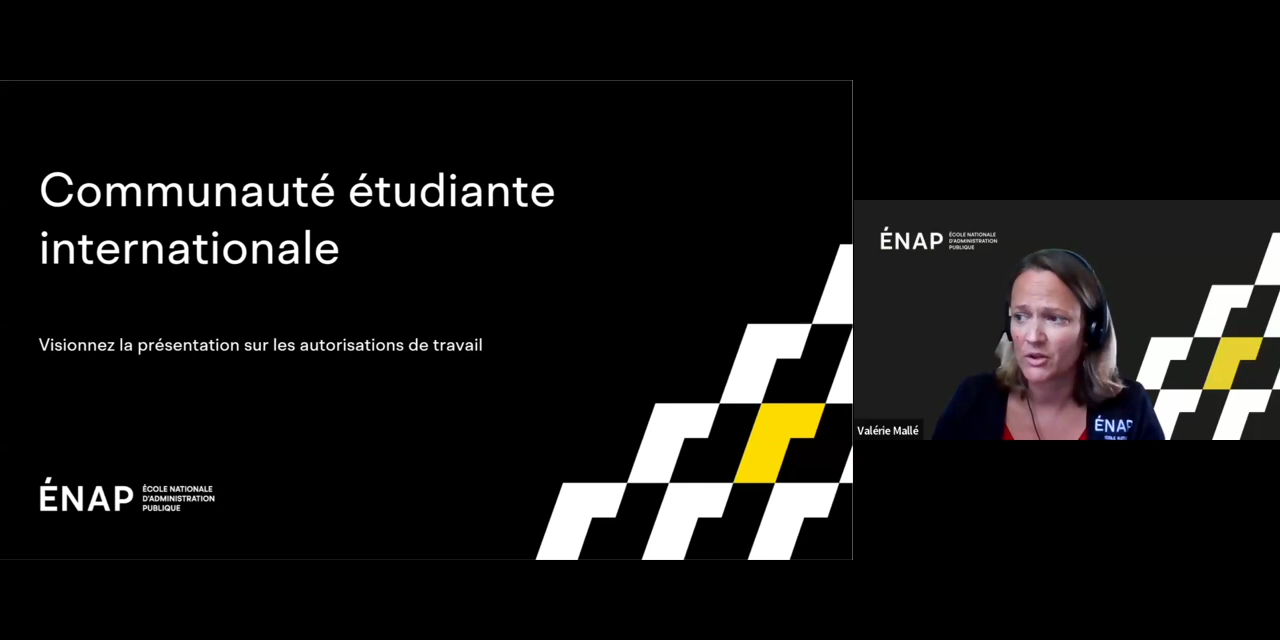 Communauté étudiante
internationale
Visionnez la présentation sur les autorisations de travail
ÉNAP
ÉCOLE NATIONALE
D'ADMINISTRATION
PUBLIQUE
ÉNAP
ÉCOLE NATIONALE
D'ADMINISTRATION
PUBLIQUE
ÉNAP
Valérie Mallé